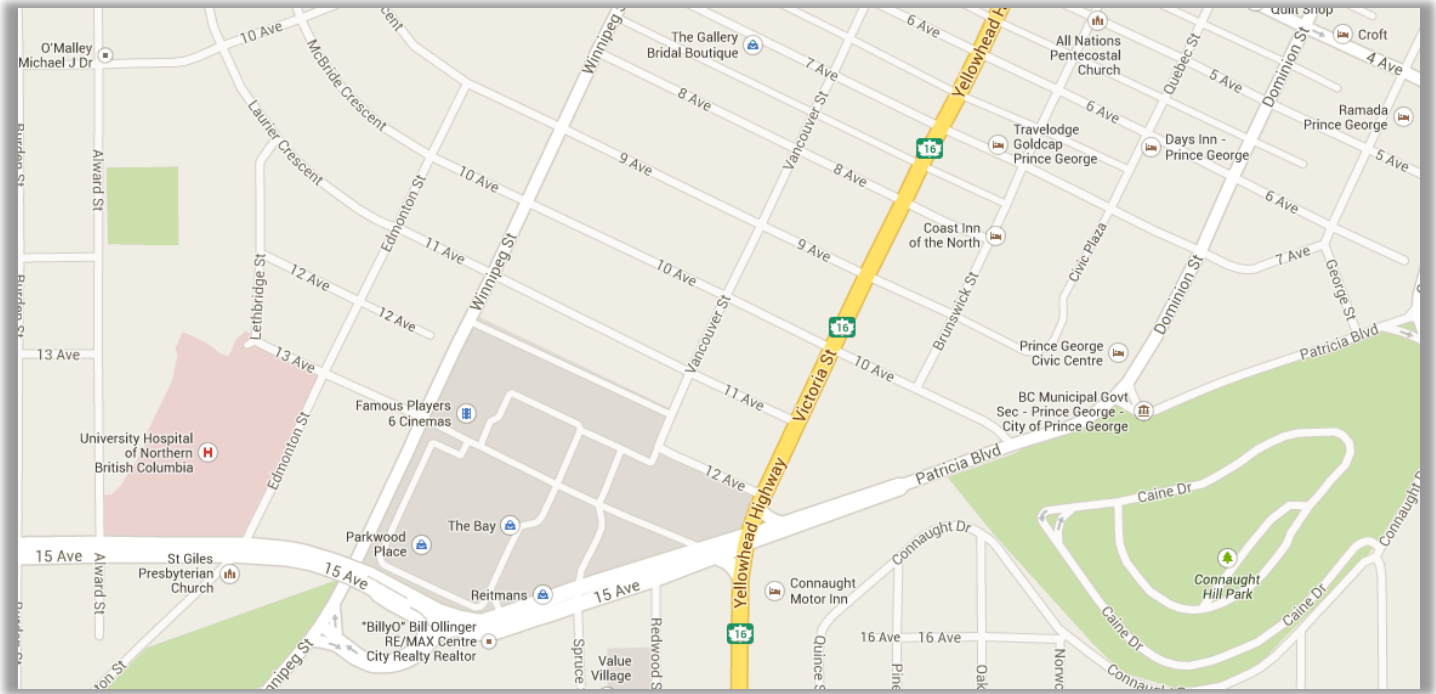 Quilt Shop
Croft
4 Ave
6 Ave
All Nations
Pentecostal
Church
Quebec St
5 Ave
Dominion St
Yellowhead H
Winnipeg S
10 Ave
O'Malley
Michael J Dr
The Gallery
Bridal Boutique
7 Ave
8 Ave
McBride Crescent
Laurier Crescent
Vancouver St
16
Travelodge
Goldcap
Prince George
6 Ave
Days Inn -
Prince George
Ramada
Prince George
5 Ave
Burden St
Alward St
9 Ave
8 Ave
10 Ave
Edmonton St
6 Ave
Coast Inn
of the North
Civic Plaza
11 Ave
Winnipeg St
10 Ave
9 Ave
7 Ave
George St
Dominion St
Lethbridge St
12 Ave
12 Ave
Vancouver St
16
Brunswick St
Patricia Blvd
13 Ave
13 Ave
Victoria St
10 Ave
Prince George
Civic Centre
11 Ave
BC Municipal Govt
Sec - Prince George -
City of Prince George
Famous Players
6 Cinemas
University Hospital
of Northern
British Columbia
H
Edmonton St
12 Ave
Patricia Blvd
Caine Dr
Yellowhead Highway
Connaught Dr
Connaught D
The Bay
Parkwood
Place
15 Ave
Alward St
St Giles
Presbyterian
Church
15 Ave
Reitmans
15 Ave
Connaught
Motor Inn
Connaught
Hill Park
Caine Dr
Caine Dr
"BillyO" Bill Ollinger
RE/MAX Centre
City Realty Realtor
16
16 Ave
16 Ave
Redwood S
Spruce
Value
Village
Quince S
Pine
Oak
Norwo
Connaught D
nnipeg St
ton St